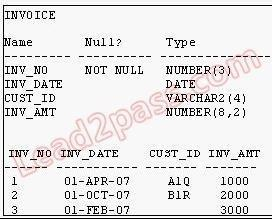 INVOICE
Name Null? Type
INV_NO NOT NULL NUMBER(3)
INV_DATE DATE
CUST_ID VARCHAR2(4)
INV_AMT NUMBER(8,2)
INV_NO INV_DATE CUST_ID INV_AMT
1 01-APR-07 A1Q 1000
2 01-OCT-07 B1R 2000
3 01-FEB-07 3000
Lead2pass.com